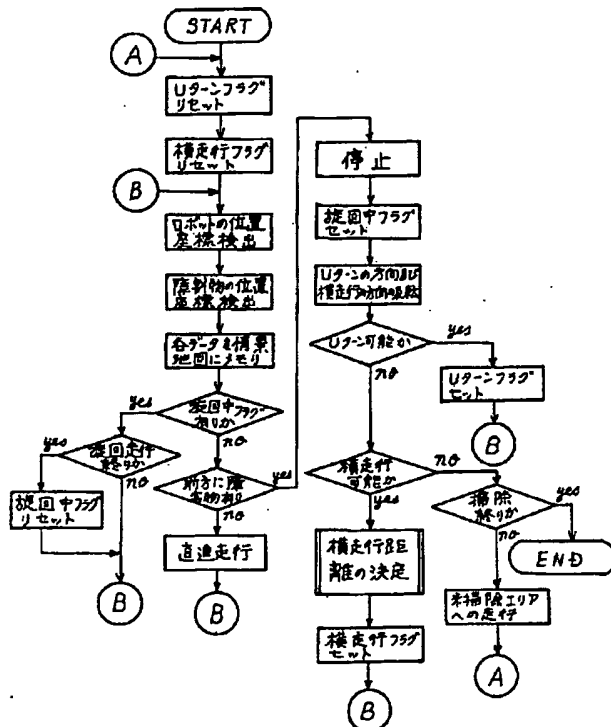 START
A
Uターンフラグ
リセット
横走行フラグ
リセット
B
ロボットの位置
座標検出
障害物の位置
座標検出
各データを情景
地図にメモリ
旋回中フラグ
有りか
yes
no
旋回走行
終りか
yes
no
旋回中フラグ
リセット
B
前方に障
害物有り
yes
no
直進走行
B
停止
旋回中フラグ
セット
Uターンの方向及び
横走行の方向の
Uターン可能か
yes
no
Uターンフラグ
セット
B
横走行
可能か
no
yes
横走行距
離の決定
横走行フラグ
セット
B
掃除
終りか
yes
no
END
未掃除エリア
への走行
A